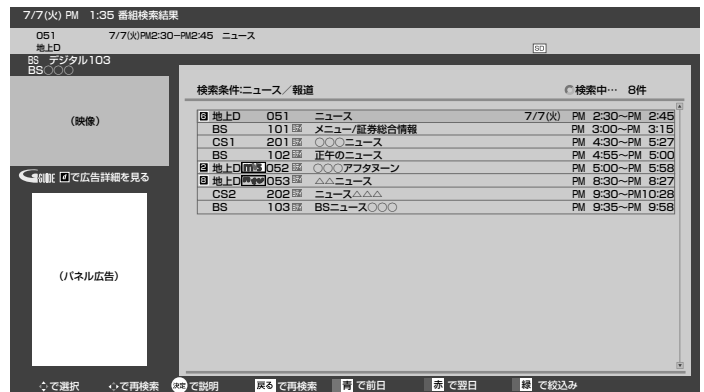 7/7(火) PM 1:35 番組検索結果
051 7/7(火)PM2:30−PM2:45 ニュース
地上D SD
BS デジタル103
BS○○○
検索条件:ニュース/報道 検索中… 8件
(映像)
地上D 051 ニュース 7/7(火) PM 2:30〜PM 2:45
BS 101 メニュー/証券総合情報 PM 3:00〜PM 3:15
CS1 201 ○○○ニュース PM 4:30〜PM 5:27
BS 102 正午のニュース PM 4:55〜PM 5:00
地上D 052 ○○○アフタヌーン PM 5:00〜PM 5:58
地上D 053 △△ニュース PM 8:30〜PM 8:27
CS2 202 ニュース△△△ PM 9:30〜PM10:28
BS 103 BSニュース○○○ PM 9:35〜PM 9:58
GGUIDE dで広告詳細を見る
(パネル広告)
で選択 で再検索 決定 で説明 戻る で再検索 青 で前日 赤 で翌日 緑 で絞込み